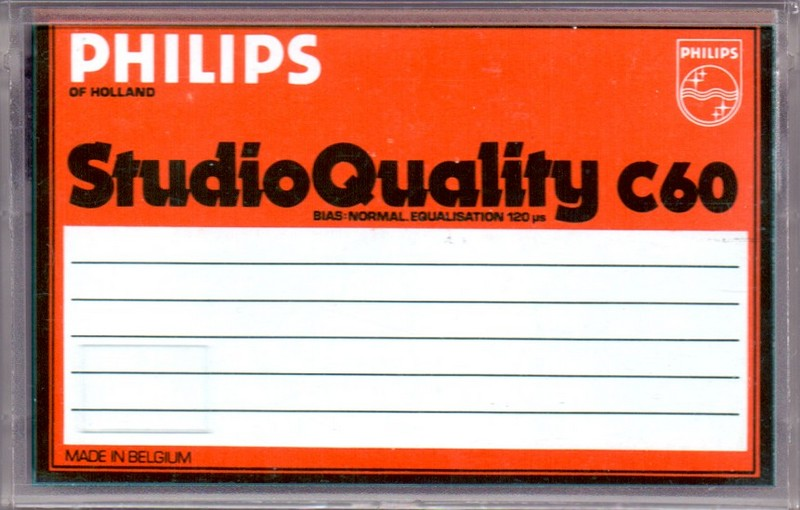 PHILIPS
OF HOLLAND
PHILIPS
StudioQuality C60
BIAS: NORMAL. EQUALISATION 120 µs
MADE IN BELGIUM